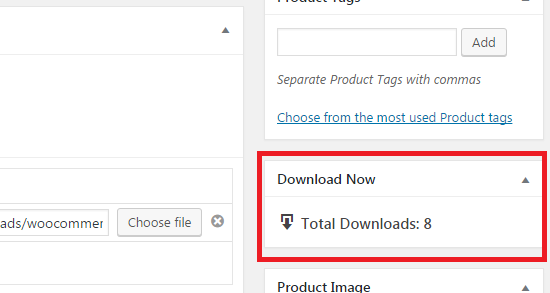 Product Tags
Add
Separate Product Tags with commas
Choose from the most used Product tags
Download Now
ads/woocommer
Choose file
Total Downloads: 8
Product Image